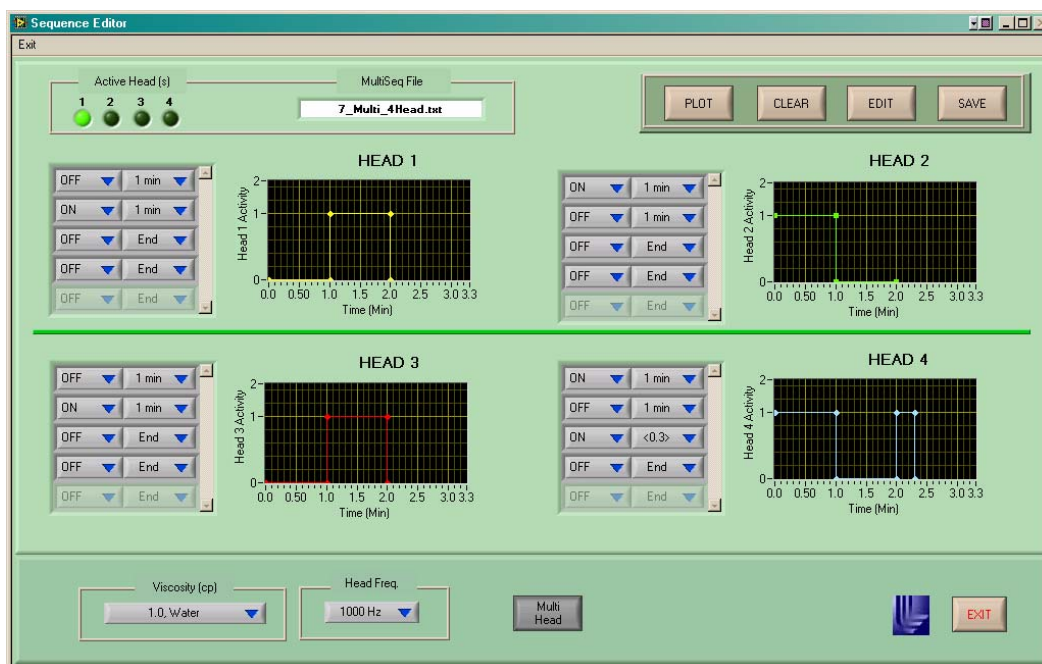 Sequence Editor
Exit
Active Head (s)
1 2 3 4
MultiSeq File
7_Multi_4Head.txt
PLOT CLEAR EDIT SAVE
HEAD 1
OFF 1 min
ON 1 min
OFF End
OFF End
OFF End
Head 1 Activity
2
1
0
0.0 0.50 1.0 1.5 2.0 2.5 3.0 3.3
Time (Min)
HEAD 2
ON 1 min
OFF 1 min
OFF End
OFF End
OFF End
Head 2 Activity
2
1
0
0.0 0.50 1.0 1.5 2.0 2.5 3.0 3.3
Time (Min)
HEAD 3
OFF 1 min
ON 1 min
OFF End
OFF End
OFF End
Head 3 Activity
2
1
0
0.0 0.50 1.0 1.5 2.0 2.5 3.0 3.3
Time (Min)
HEAD 4
ON 1 min
OFF 1 min
ON <0.3>
OFF End
OFF End
Head 4 Activity
2
1
0
0.0 0.50 1.0 1.5 2.0 2.5 3.0 3.3
Time (Min)
Viscosity (cp)
1.0, Water
Head Freq.
1000 Hz
Multi
Head
EXIT